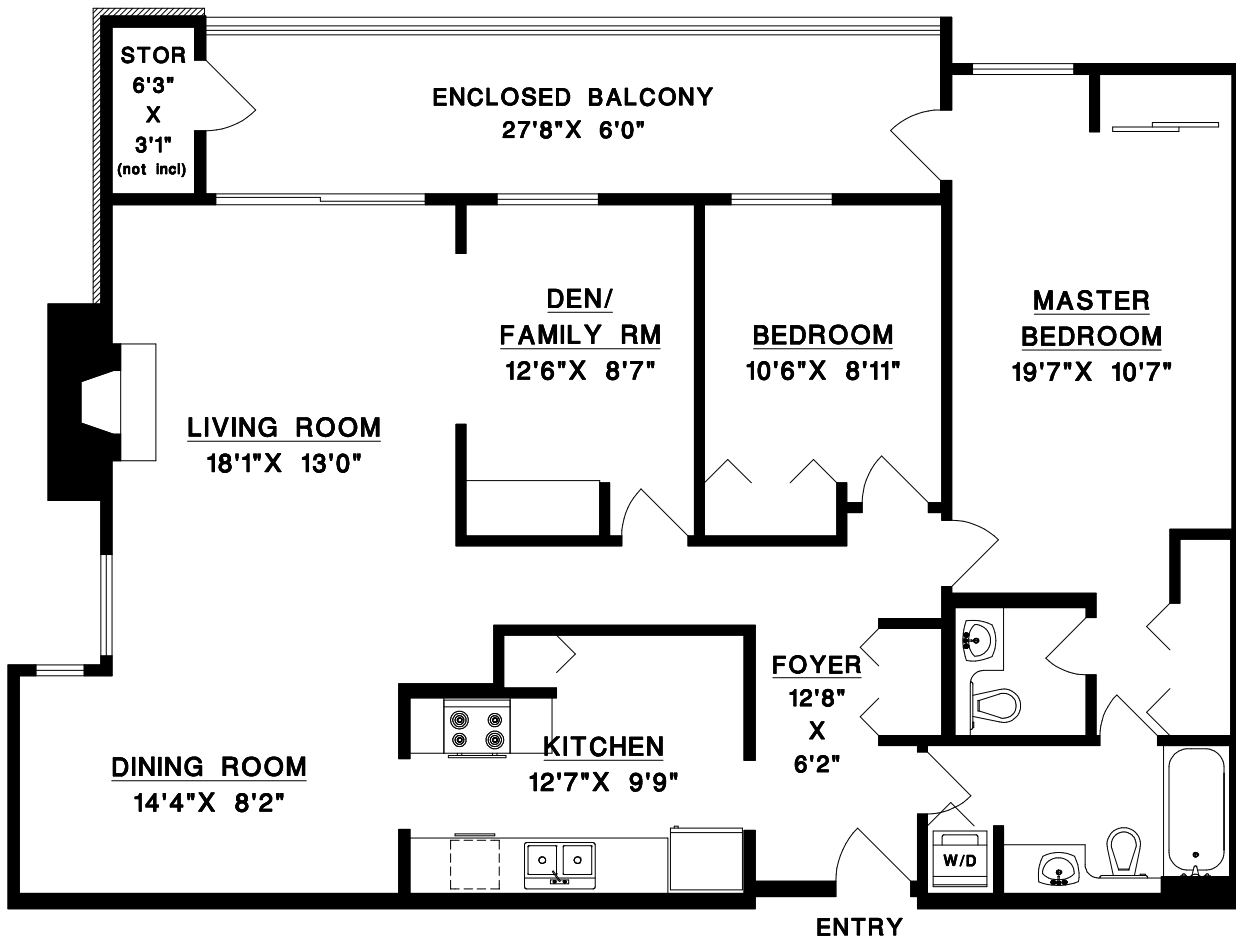 STOR
6'3"
X
3'1"
(not incl)
ENCLOSED BALCONY
27'8"X 6'0"
DEN/
FAMILY RM
12'6"X 8'7"
BEDROOM
10'6"X 8'11"
MASTER
BEDROOM
19'7"X 10'7"
LIVING ROOM
18'1"X 13'0"
FOYER
12'8"
X
6'2"
KITCHEN
12'7"X 9'9"
DINING ROOM
14'4"X 8'2"
W/D
ENTRY